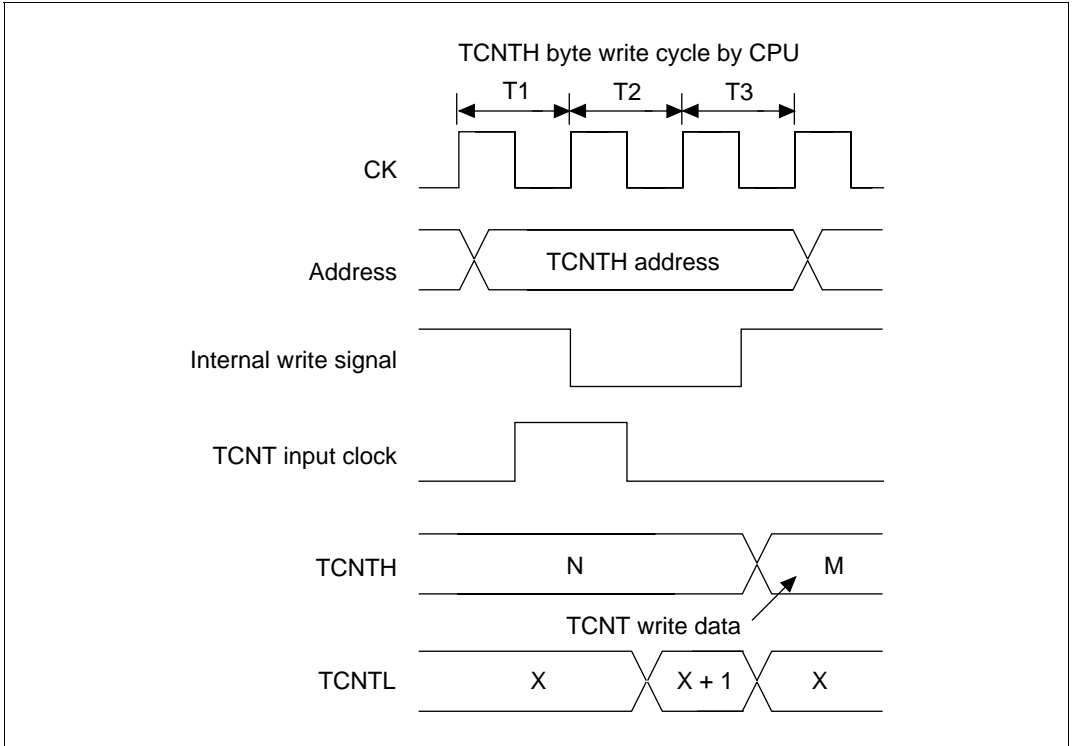 TCNTH byte write cycle by CPU
T1 T2 T3
CK
Address TCNTH address
Internal write signal
TCNT input clock
TCNTH N M
TCNT write data
TCNTL X X + 1 X